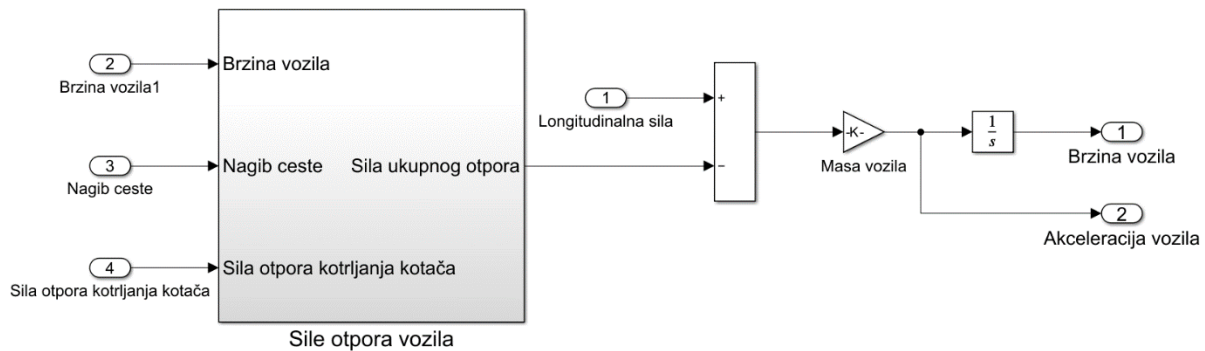 2
Brzina vozila1
Brzina vozila
3
Nagib ceste
Nagib ceste
Sila ukupnog otpora
4
Sila otpora kotrljanja kotača
Sila otpora kotrljanja kotača
Sile otpora vozila
1
Longitudinalna sila
+
−
-K-
Masa vozila
1
s
1
Brzina vozila
2
Akceleracija vozila